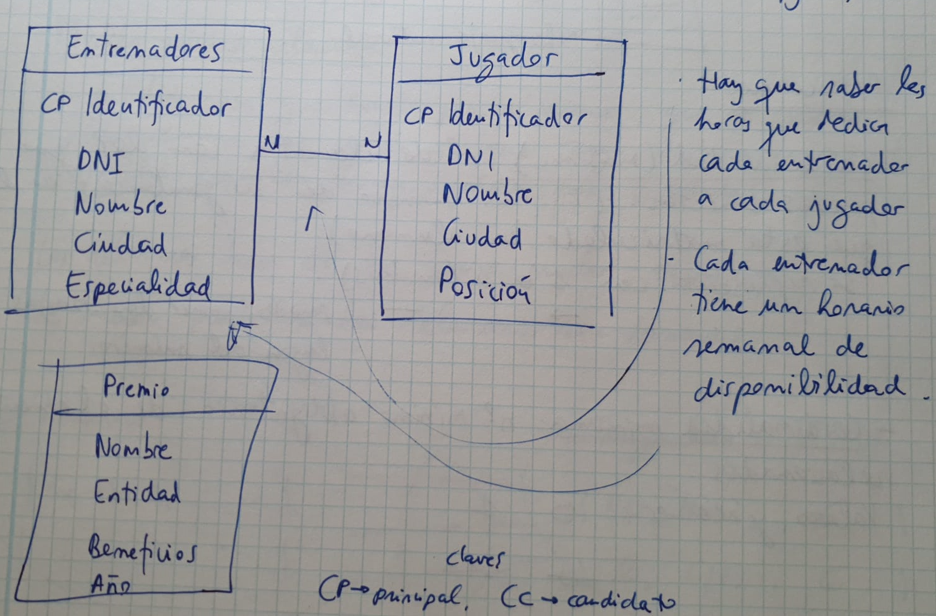 Entrenadores
CP Identificador
DNI
Nombre
Ciudad
Especialidad
N
N
Jugador
CP Identificador
DNI
Nombre
Ciudad
Posición
· Hay que saber las
horas que dedica
cada entrenador
a cada jugador
- Cada entrenador
tiene un horario
semanal de
disponibilidad.
Premio
Nombre
Entidad
Beneficios
Año
Claves
CP→principal, CC→candidato